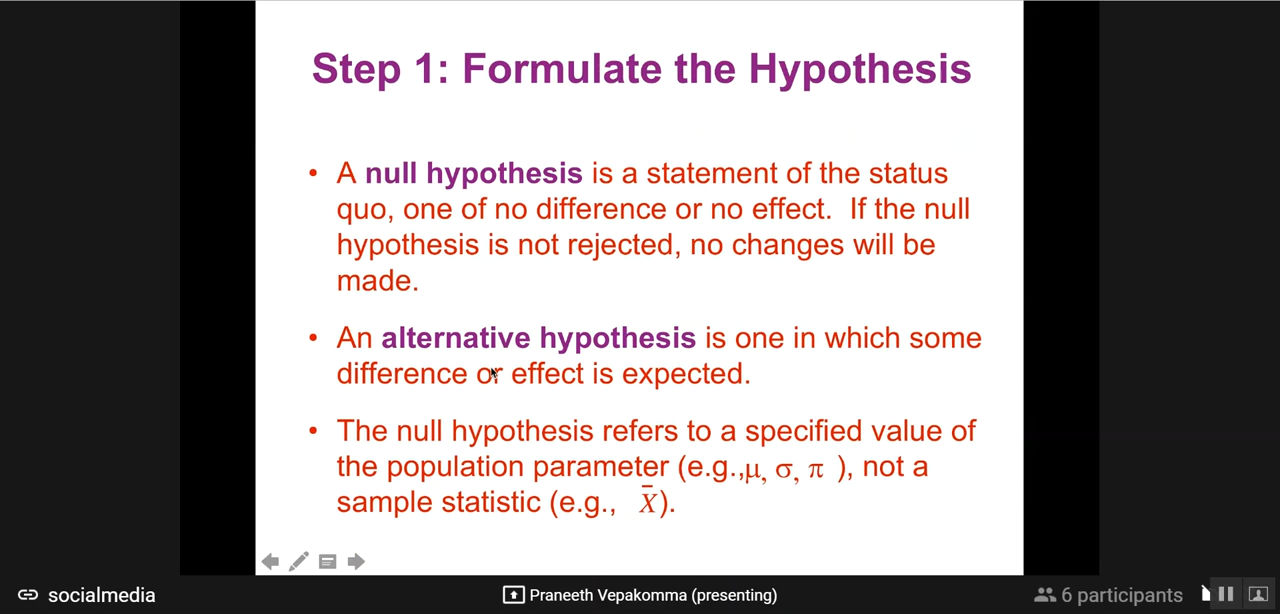 Step 1: Formulate the Hypothesis
• A null hypothesis is a statement of the status
quo, one of no difference or no effect.  If the null
hypothesis is not rejected, no changes will be
made.
• An alternative hypothesis is one in which some
difference or effect is expected.
• The null hypothesis refers to a specified value of
the population parameter (e.g.,μ, σ, π ), not a
sample statistic (e.g., X̄).
socialmedia
Praneeth Vepakomma (presenting)
6 participants